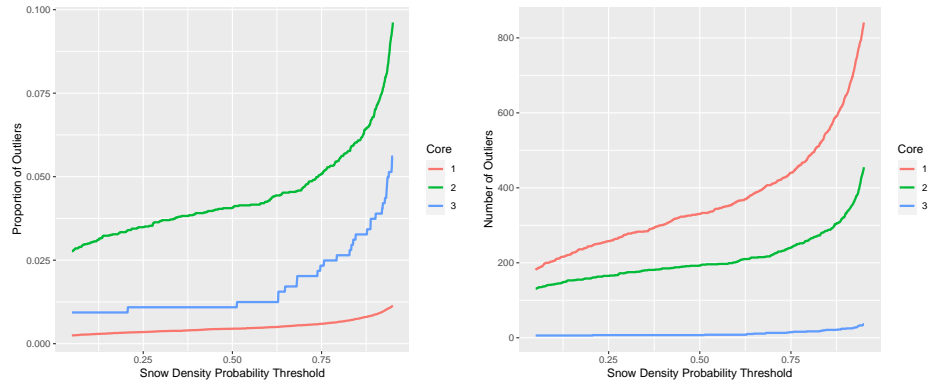 Proportion of Outliers
0.100
0.075
0.050
0.025
0.000
0.25 0.50 0.75
Snow Density Probability Threshold
Core
1
2
3
Number of Outliers
800
600
400
200
0
0.25 0.50 0.75
Snow Density Probability Threshold
Core
1
2
3